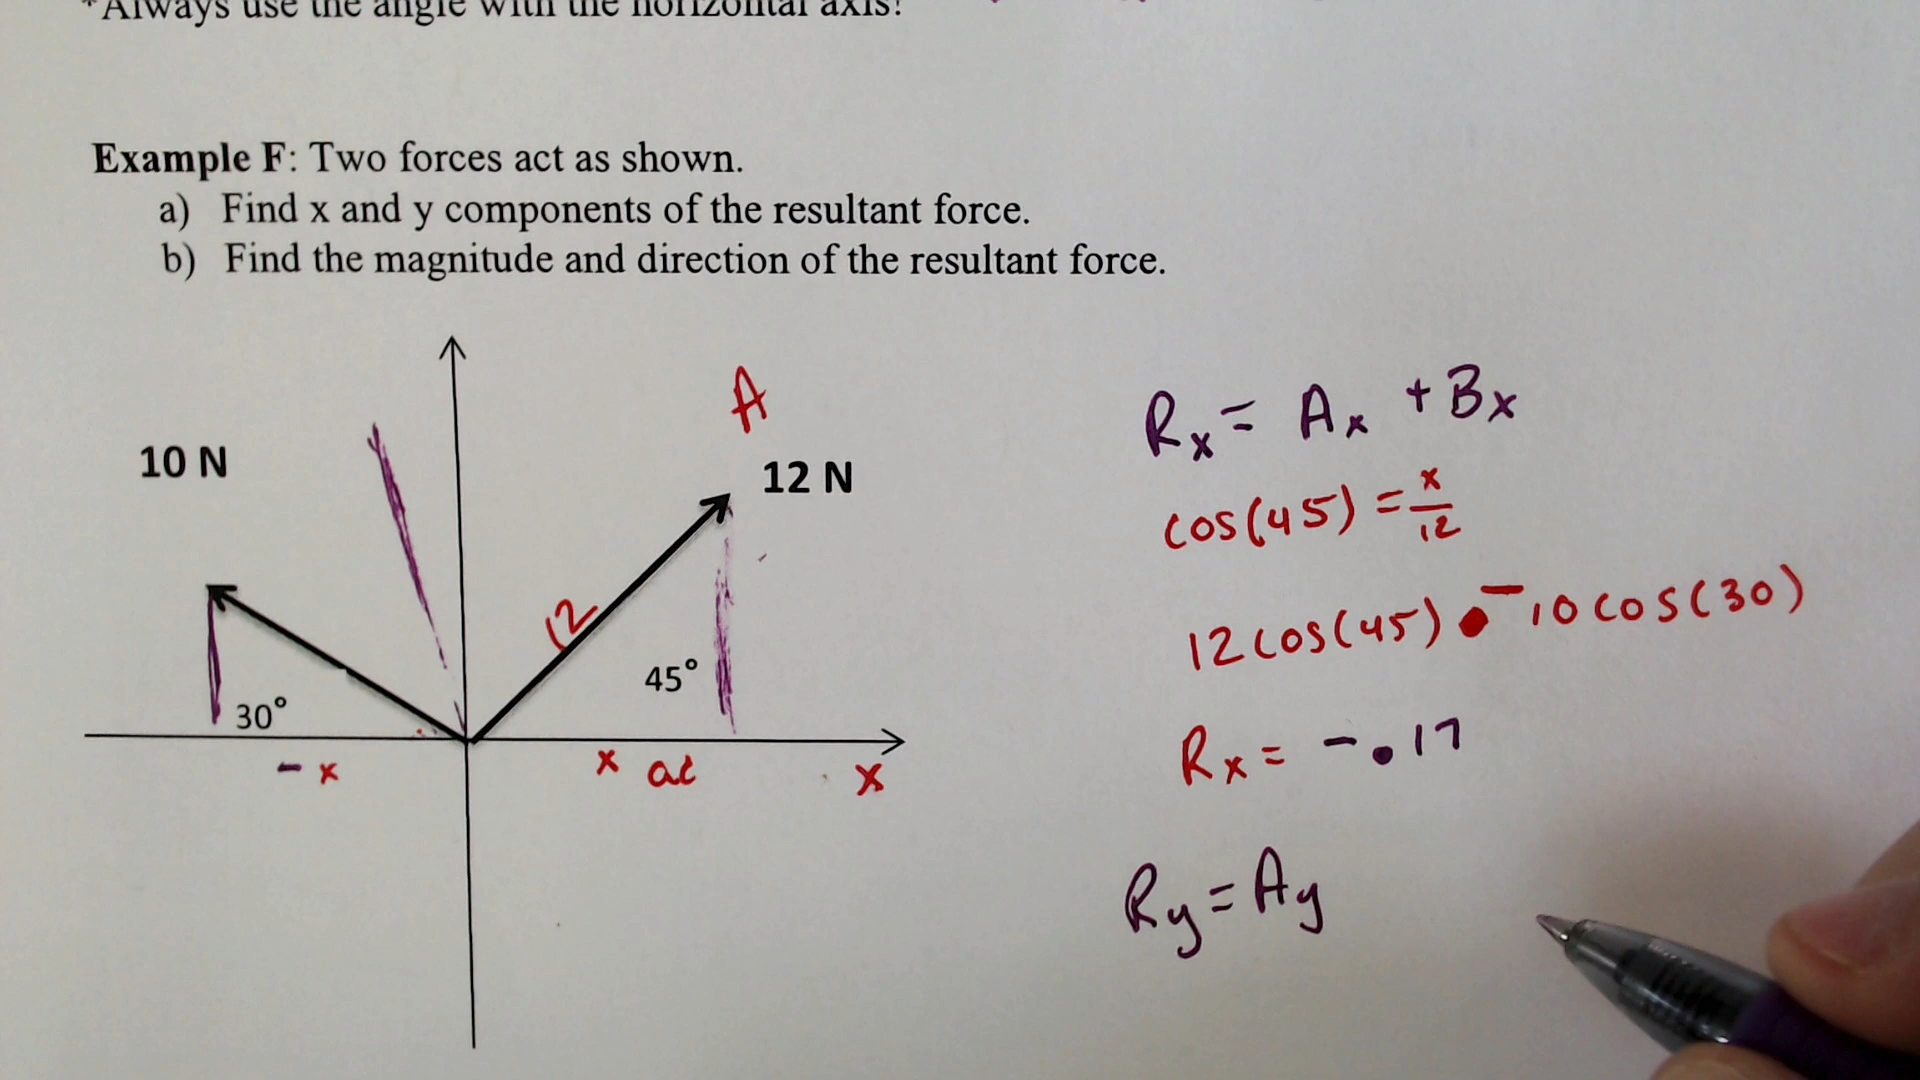 *Always use the angle with the horizontal axis!
Example F: Two forces act as shown.
a) Find x and y components of the resultant force.
b) Find the magnitude and direction of the resultant force.
A
10 N
12 N
12
45°
30°
- x
x ac
x
Rx = Ax + Bx
cos(45) = x/12
12cos(45) • -10cos(30)
Rx = -.17
Ry = Ay